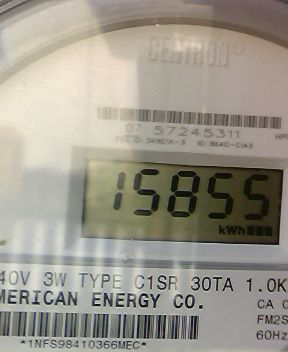 CENTRON®
07 57245311
15855
kWh
40V 3W TYPE C1SR 30TA 1.0K
MERICAN ENERGY CO.
CA 0
FM2S
60Hz
*1NFS98410366MEC*